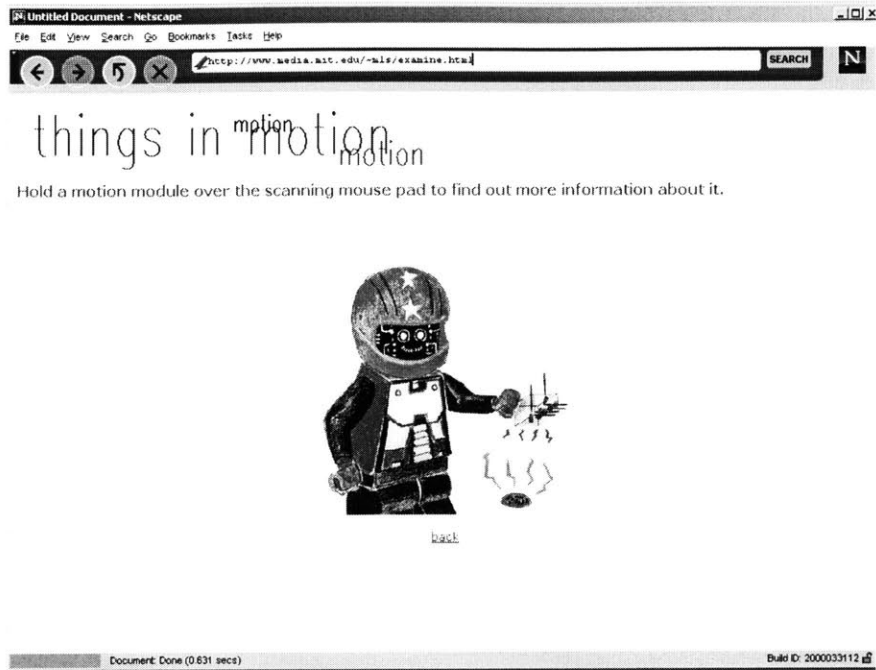 Untitled Document - Netscape
File Edit View Search Go Bookmarks Tasks Help
http://www.media.mit.edu/~mls/examine.html SEARCH N
things in motion motion motion
Hold a motion module over the scanning mouse pad to find out more information about it.
back
Document: Done (0.631 secs) Build ID: 2000033112